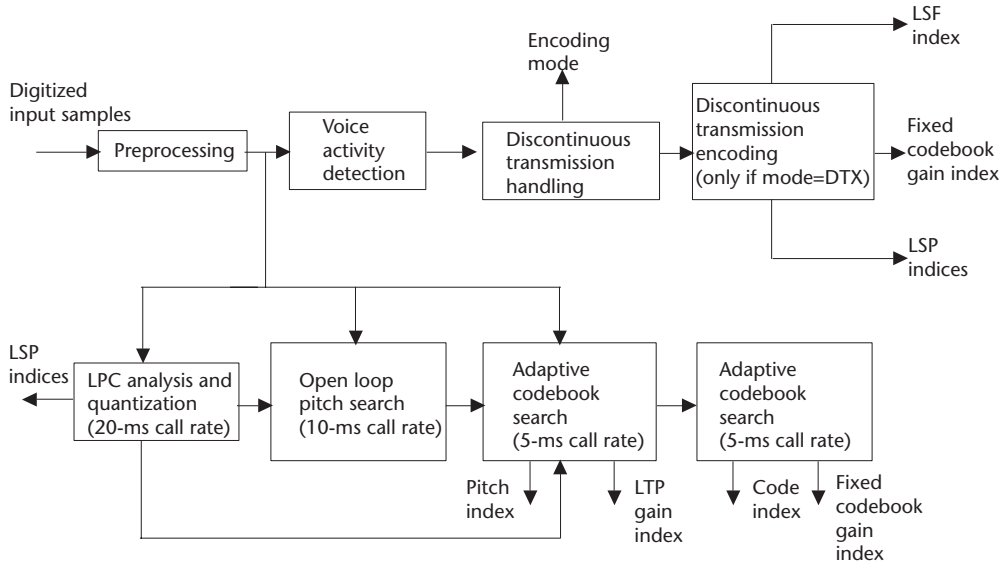 LSF
index
Encoding
mode
Digitized
input samples
Preprocessing
Voice
activity
detection
Discontinuous
transmission
handling
Discontinuous
transmission
encoding
(only if mode=DTX)
Fixed
codebook
gain index
LSP
indices
LSP
indices
LPC analysis and
quantization
(20-ms call rate)
Open loop
pitch search
(10-ms call rate)
Adaptive
codebook
search
(5-ms call rate)
Adaptive
codebook
search
(5-ms call rate)
Pitch
index
LTP
gain
index
Code
index
Fixed
codebook
gain
index